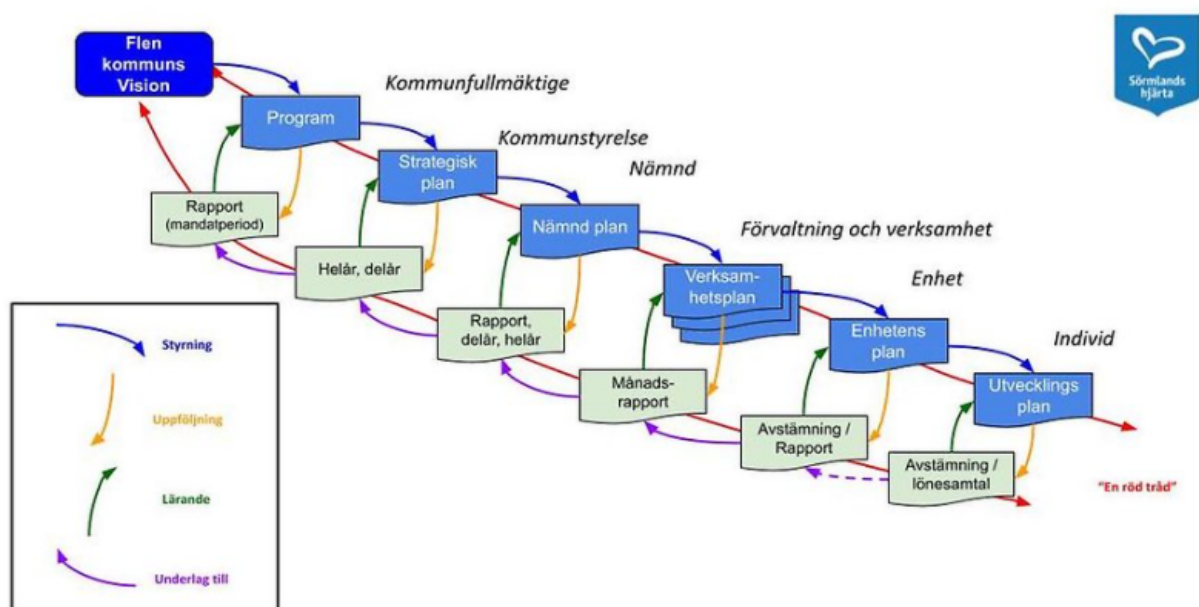 Flen
kommuns
Vision
Sörmlands
hjärta
Kommunfullmäktige
Program
Kommunstyrelse
Strategisk
plan
Nämnd
Rapport
(mandatperiod)
Nämnd plan
Förvaltning och verksamhet
Helår, delår
Verksam-
hetsplan
Enhet
Rapport,
delår, helår
Enhetens
plan
Individ
Månads-
rapport
Utvecklings
plan
Avstämning /
Rapport
Avstämning /
lönesamtal
"En röd tråd"
Styrning
Uppföljning
Lärande
Underlag till